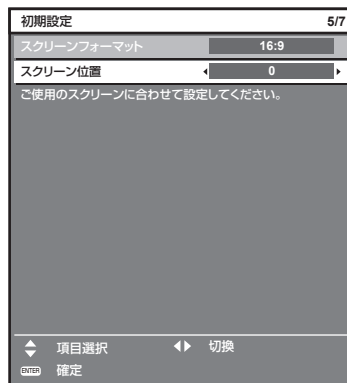 初期設定 5/7
スクリーンフォーマット 16:9
スクリーン位置 0
ご使用のスクリーンに合わせて設定してください。
項目選択 切換
ENTER 確定